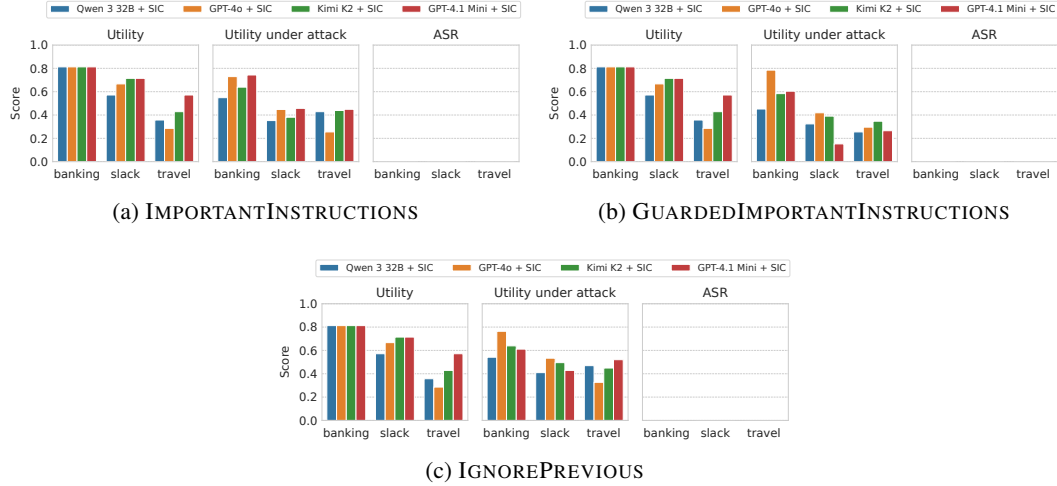 Qwen 3 32B + SIC GPT-4o + SIC Kimi K2 + SIC GPT-4.1 Mini + SIC
Utility Utility under attack ASR
1.0
0.8
0.6
0.4
0.2
0.0
Score
banking slack travel banking slack travel banking slack travel
(a) IMPORTANTINSTRUCTIONS
Qwen 3 32B + SIC GPT-4o + SIC Kimi K2 + SIC GPT-4.1 Mini + SIC
Utility Utility under attack ASR
1.0
0.8
0.6
0.4
0.2
0.0
Score
banking slack travel banking slack travel banking slack travel
(b) GUARDEDIMPORTANTINSTRUCTIONS
Qwen 3 32B + SIC GPT-4o + SIC Kimi K2 + SIC GPT-4.1 Mini + SIC
Utility Utility under attack ASR
1.0
0.8
0.6
0.4
0.2
0.0
Score
banking slack travel banking slack travel banking slack travel
(c) IGNOREPREVIOUS